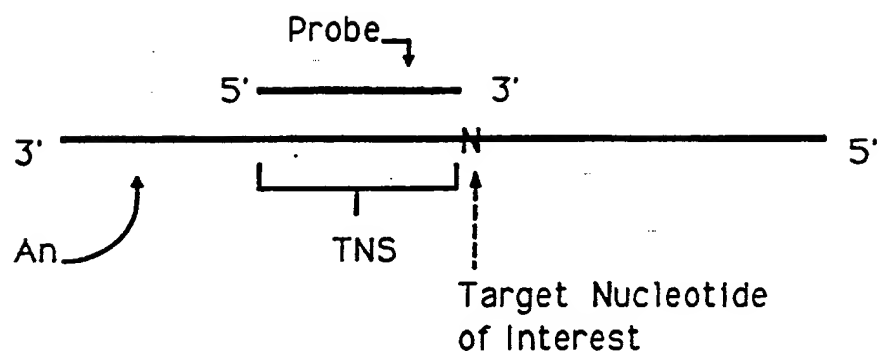 Probe
5' 3'
3' N 5'
An TNS
Target Nucleotide
of Interest